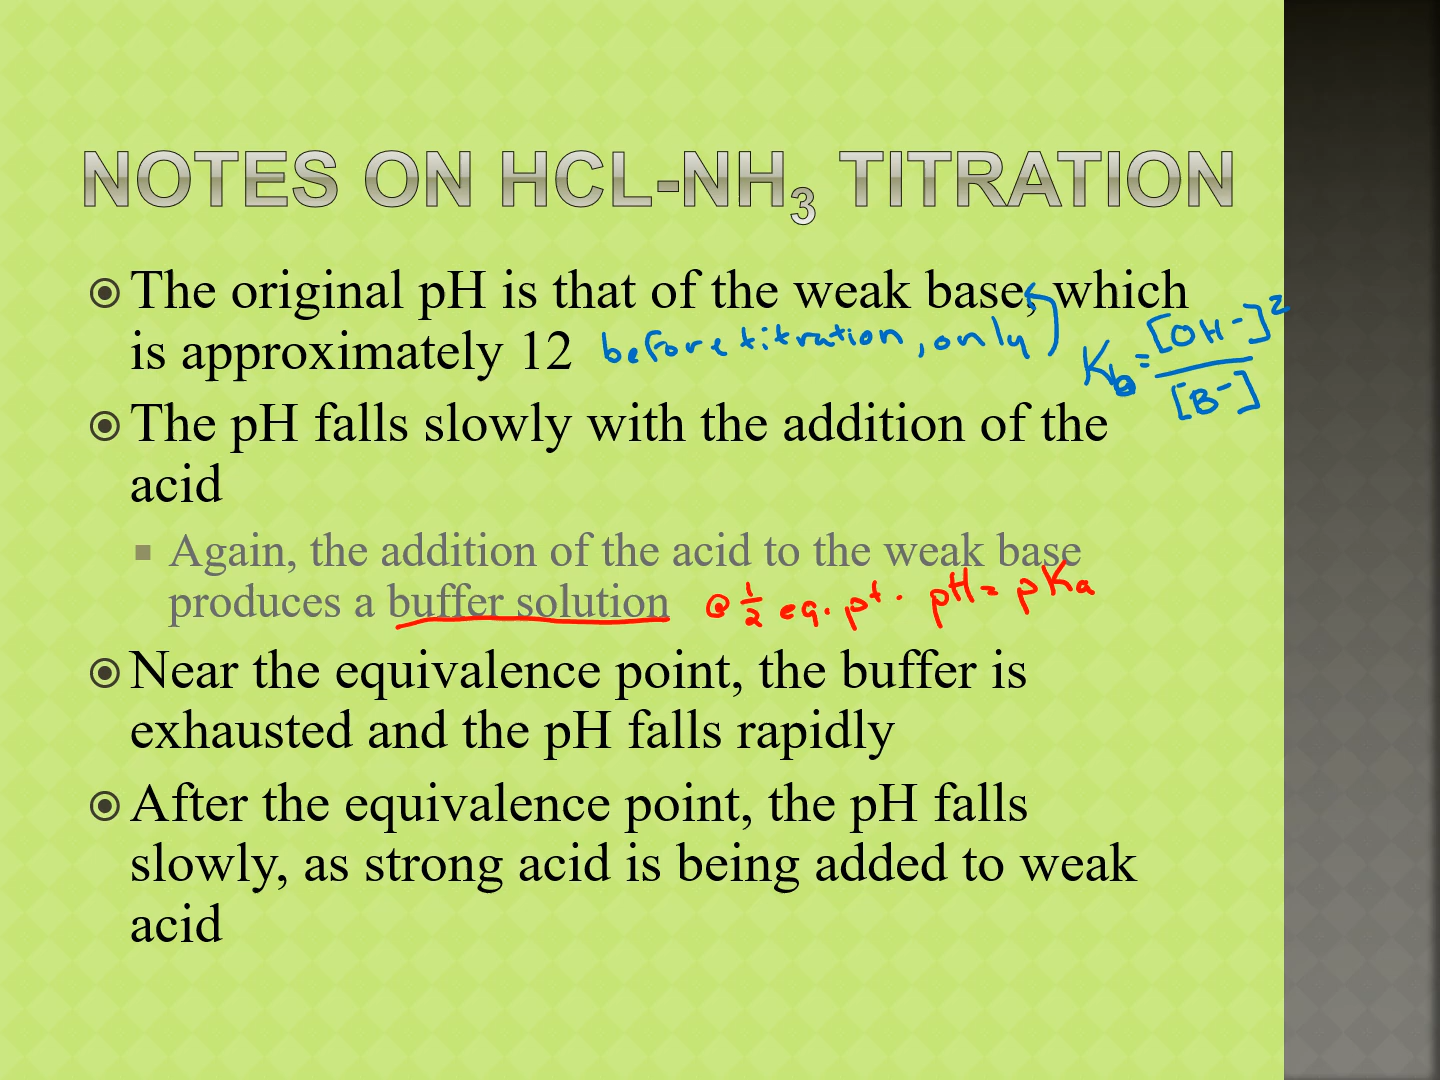 NOTES ON HCL-NH₃ TITRATION
The original pH is that of the weak base, which
is approximately 12 before titration, only
K_b = [OH-]² / [B-]
The pH falls slowly with the addition of the
acid
Again, the addition of the acid to the weak base
produces a buffer solution @ 1/2 eq. pt. pH = pKa
Near the equivalence point, the buffer is
exhausted and the pH falls rapidly
After the equivalence point, the pH falls
slowly, as strong acid is being added to weak
acid